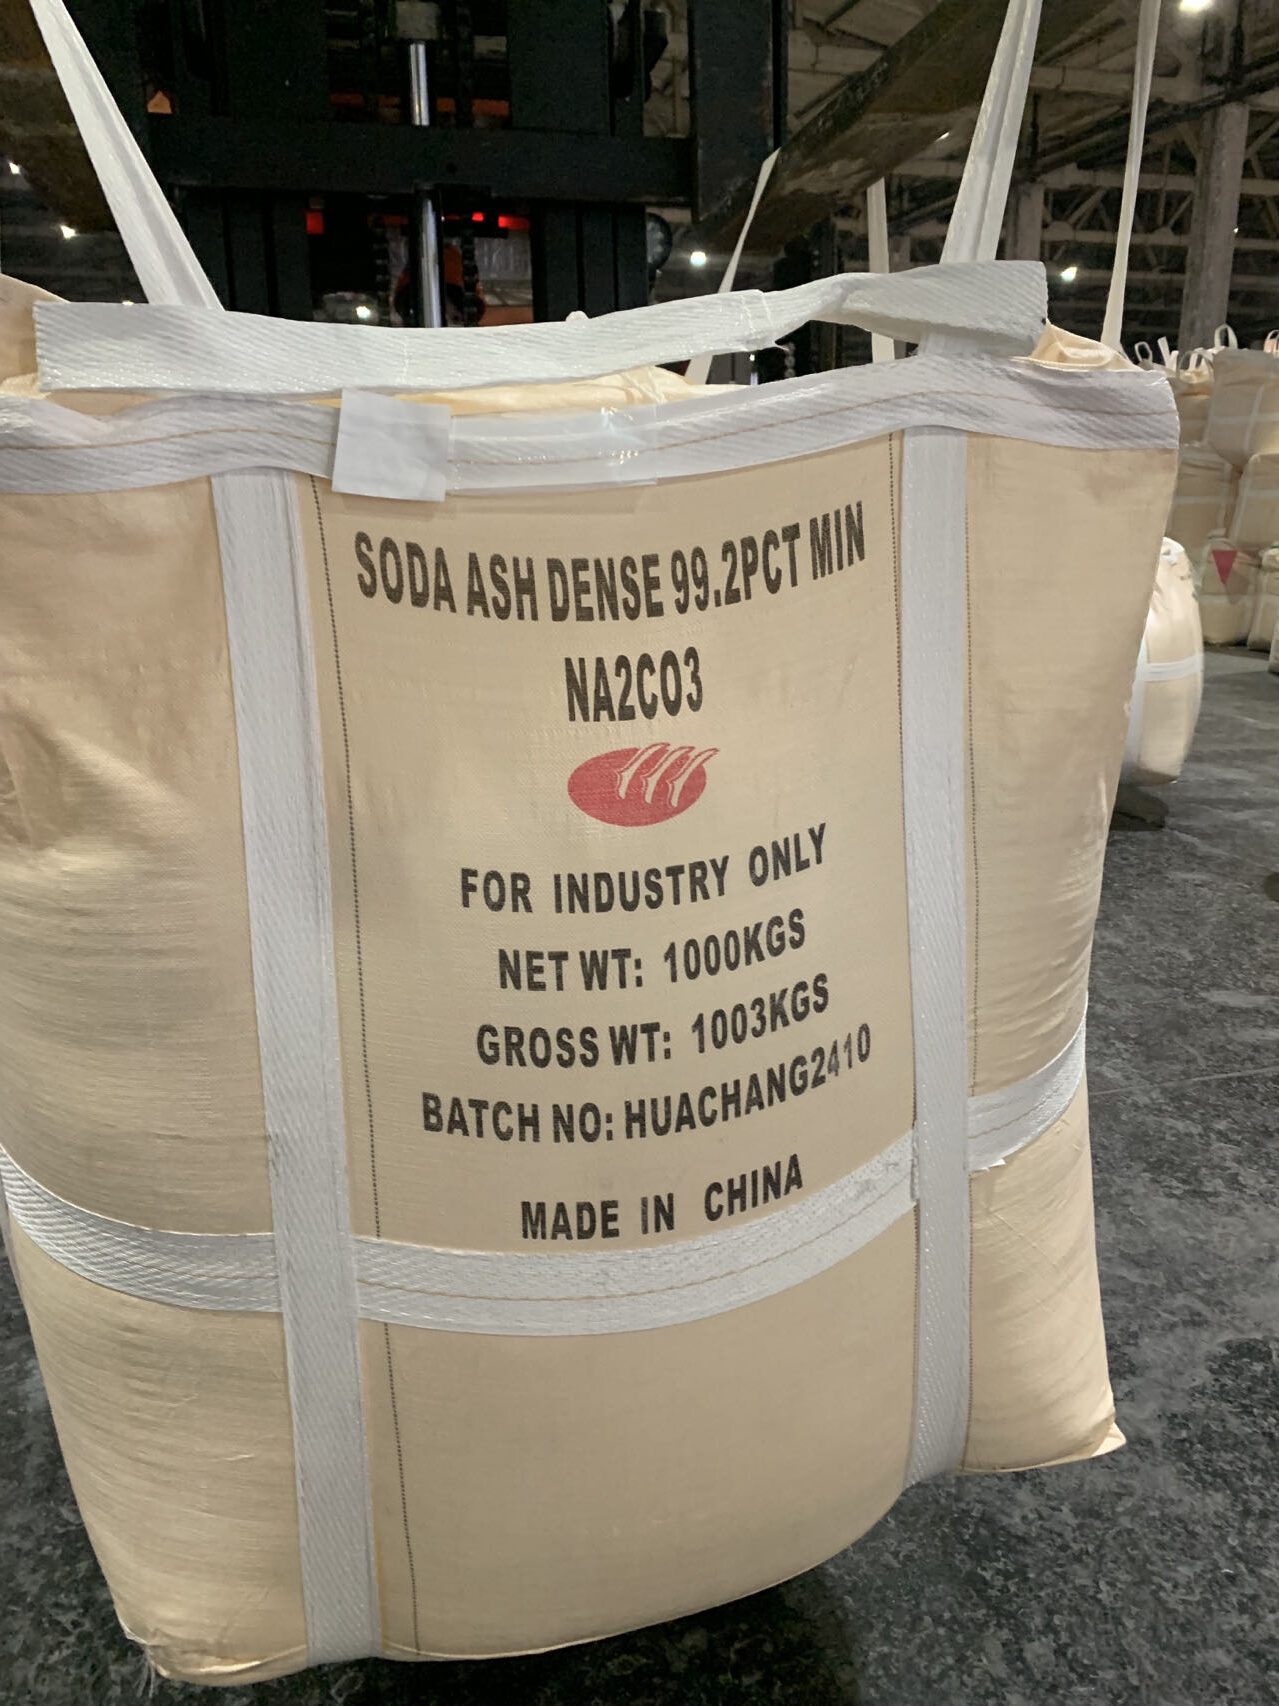 SODA ASH DENSE 99.2PCT MIN
NA2CO3
FOR INDUSTRY ONLY
NET WT: 1000KGS
GROSS WT: 1003KGS
BATCH NO: HUACHANG2410
MADE IN CHINA